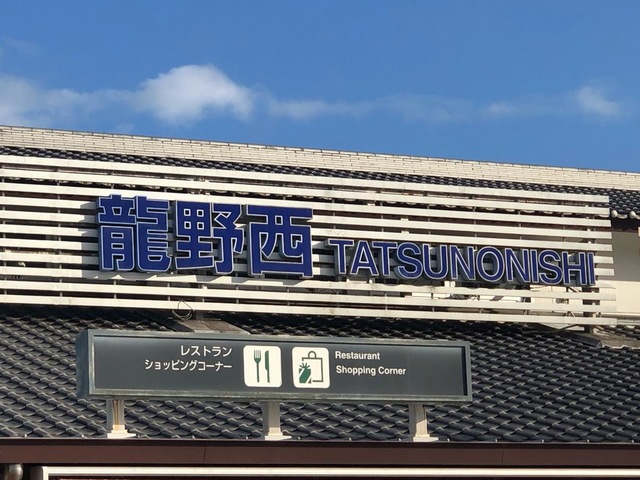 龍野西 TATSUNONISHI
レストラン
ショッピングコーナー
Restaurant
Shopping Corner